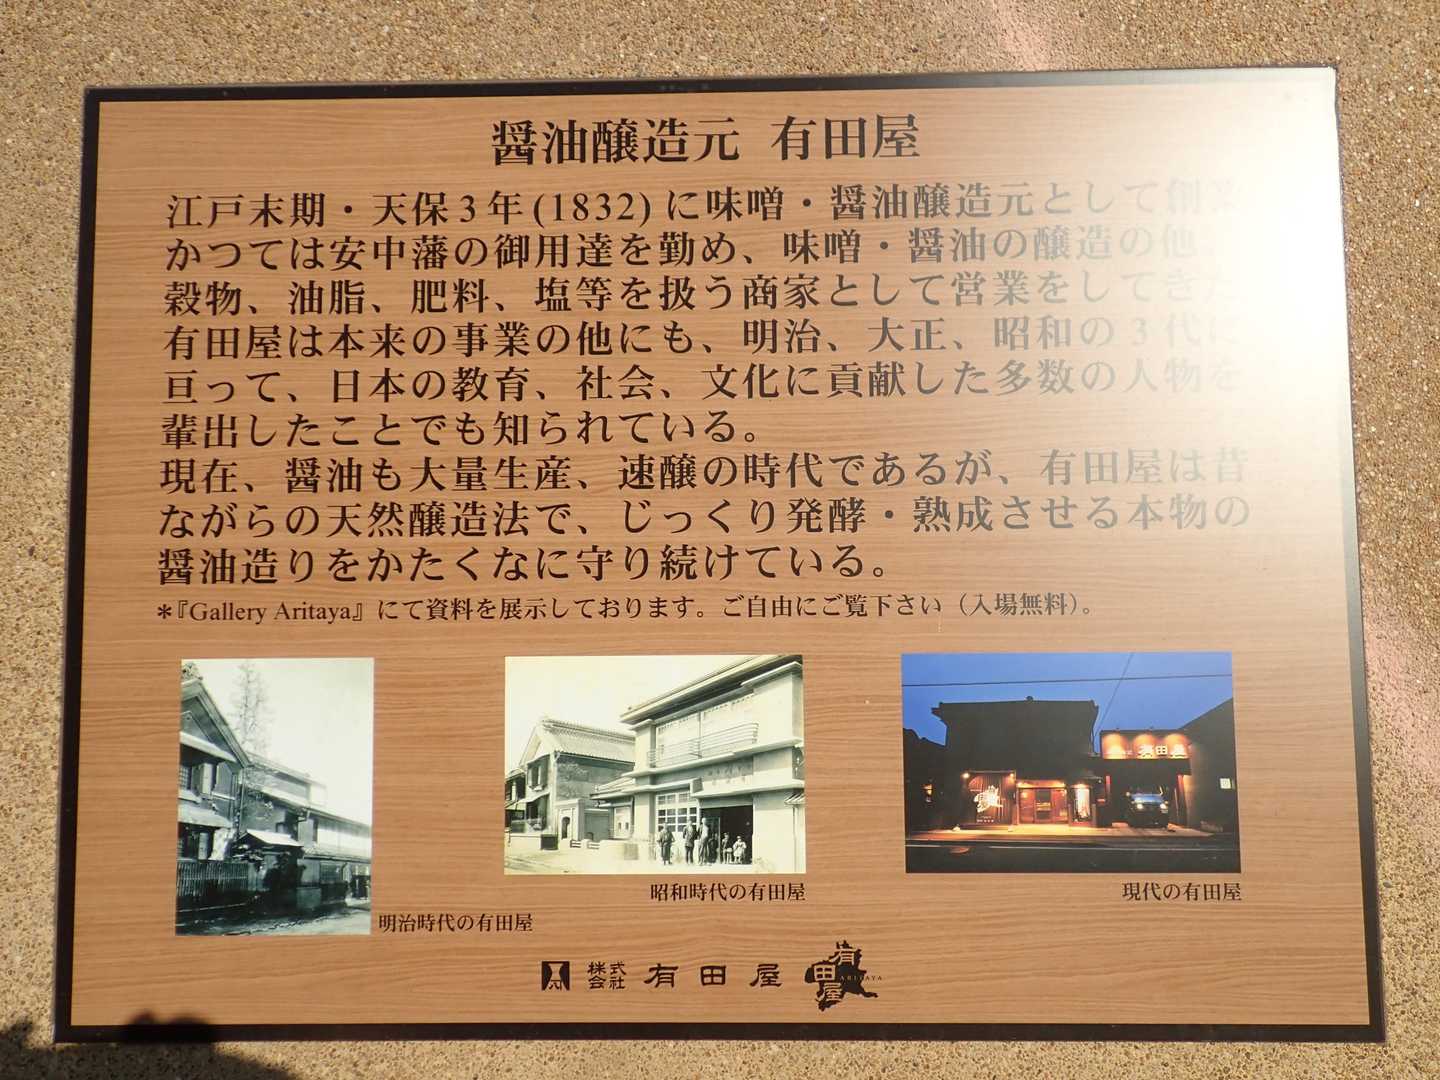 醤油醸造元 有田屋
江戸末期・天保3年(1832)に味噌・醤油醸造元として創業
かつては安中藩の御用達を勤め、味噌・醤油の醸造の他、
穀物、油脂、肥料、塩等を扱う商家として営業をしてきた
有田屋は本来の事業の他にも、明治、大正、昭和の3代に
亘って、日本の教育、社会、文化に貢献した多数の人物を
輩出したことでも知られている。
現在、醤油も大量生産、速醸の時代であるが、有田屋は昔
ながらの天然醸造法で、じっくり発酵・熟成させる本物の
醤油造りをかたくなに守り続けている。
*『Gallery Aritaya』にて資料を展示しております。ご自由にご覧下さい（入場無料）。
有田屋
明治時代の有田屋
昭和時代の有田屋
現代の有田屋
株式会社 有田屋
有田屋 ARITAYA